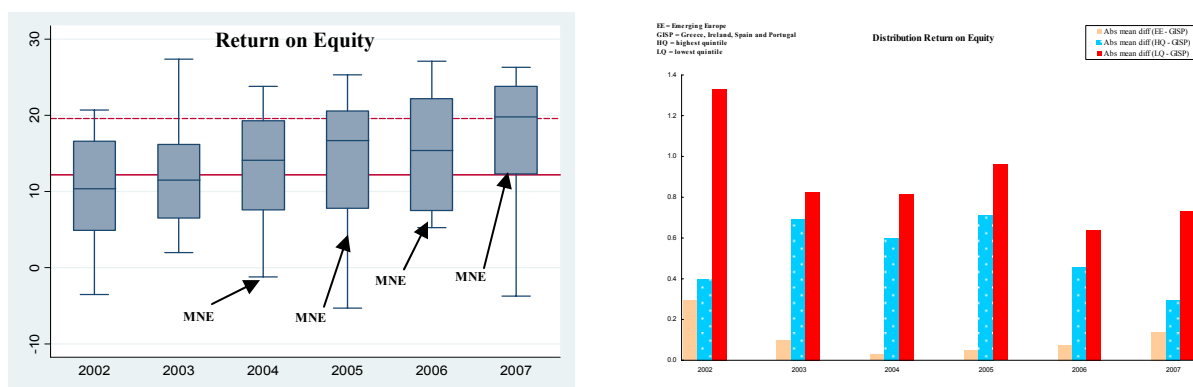 Return on Equity
30
20
10
0
-10
MNE
MNE
MNE
MNE
2002 2003 2004 2005 2006 2007
EE = Emerging Europe
GISP = Greece, Ireland, Spain and Portugal
HQ = highest quintile
LQ = lowest quintile
Distribution Return on Equity
Abs mean diff (EE - GISP)
Abs mean diff (HQ - GISP)
Abs mean diff (LQ - GISP)
1.4
1.2
1.0
0.8
0.6
0.4
0.2
0.0
2002 2003 2004 2005 2006 2007